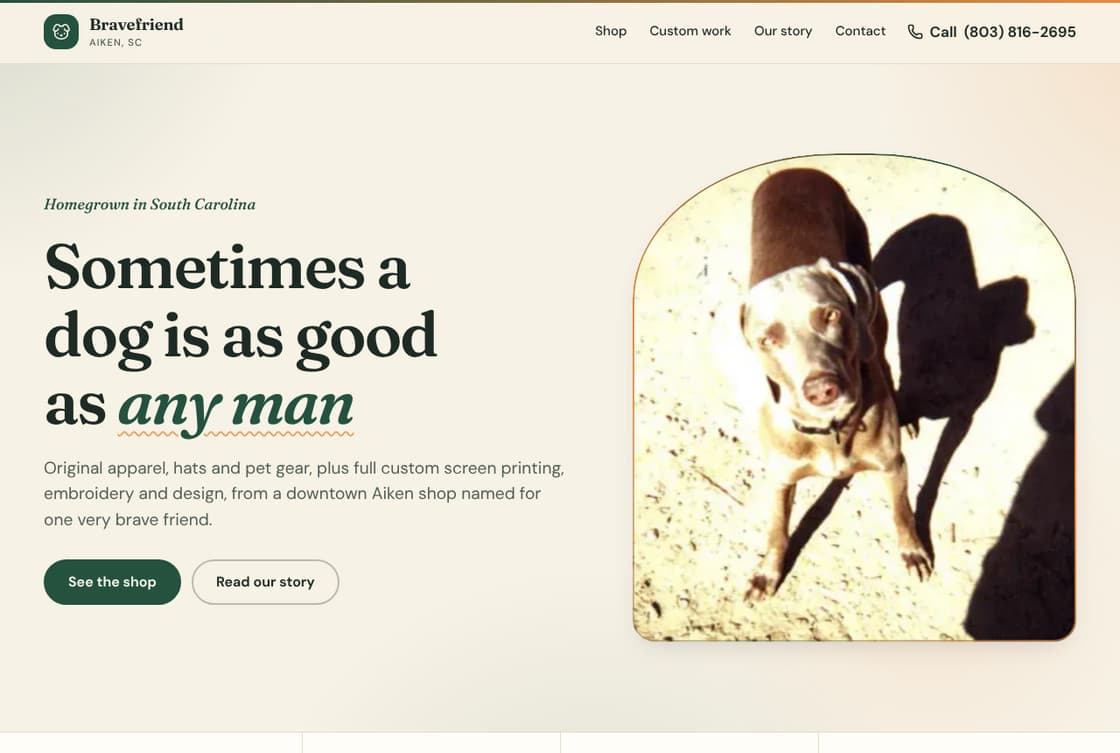 Bravefriend
AIKEN, SC
Shop
Custom work
Our story
Contact
Call (803) 816-2695
Homegrown in South Carolina
Sometimes a
dog is as good
as any man
Original apparel, hats and pet gear, plus full custom screen printing,
embroidery and design, from a downtown Aiken shop named for
one very brave friend.
See the shop
Read our story